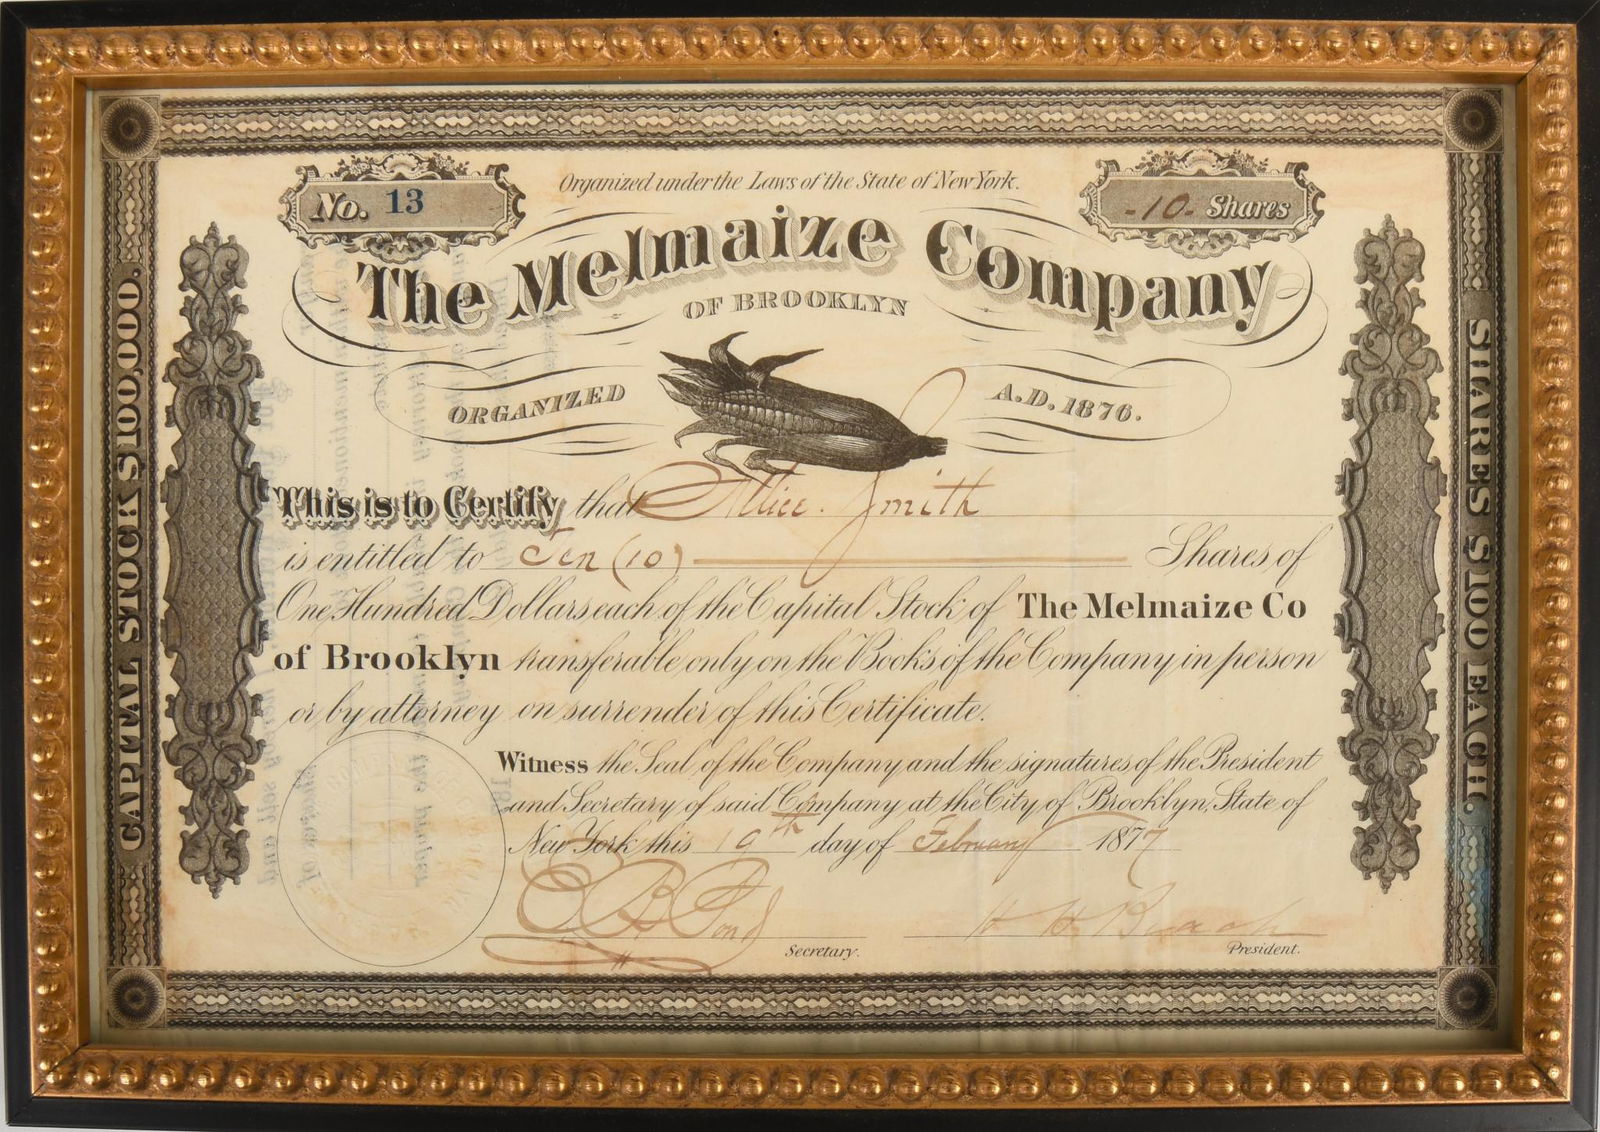 No. 13
Organized under the Laws of the State of New York.
-10- Shares
The Melmaize Company
OF BROOKLYN
ORGANIZED A.D. 1876.
This is to Certify that Allice. Smith
is entitled to Ten (10) Shares of
One Hundred Dollars each of the Capital Stock of The Melmaize Co
of Brooklyn transferable only on the Books of the Company in person
or by attorney on surrender of this Certificate.
Witness the Seal of the Company and the signatures of the President
and Secretary of said Company at the City of Brooklyn, State of
New York this 19th day of February 1877
Secretary.
H H Beach
President.
CAPITAL STOCK $100,000.
SHARES $100 EACH.